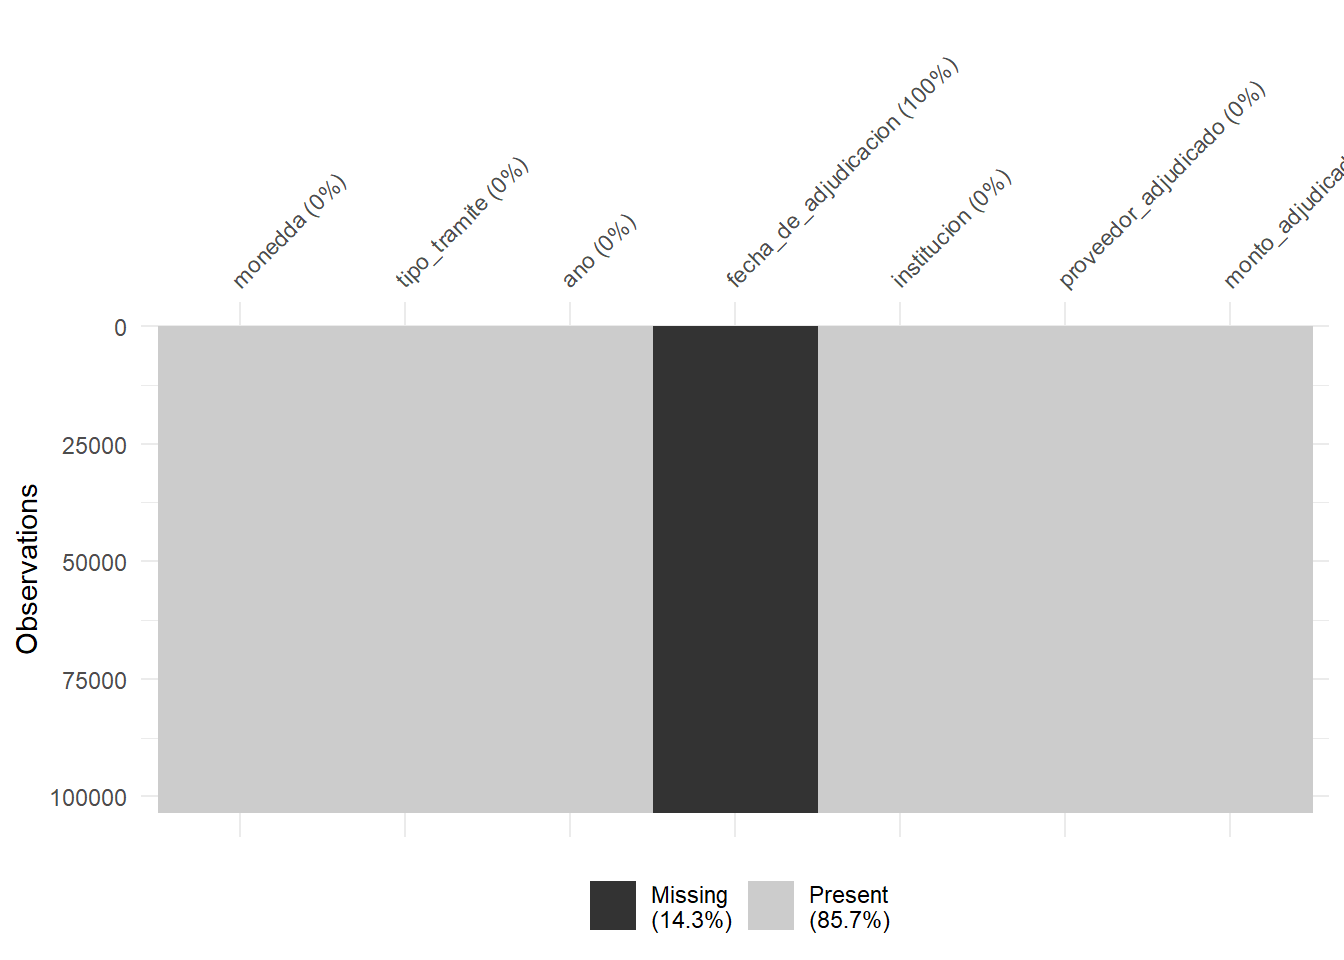 monedda (0%)
tipo_tramite (0%)
ano (0%)
fecha_de_adjudicacion (100%)
institucion (0%)
proveedor_adjudicado (0%)
0
25000
50000
75000
100000
Observations
Missing
(14.3%)
Present
(85.7%)